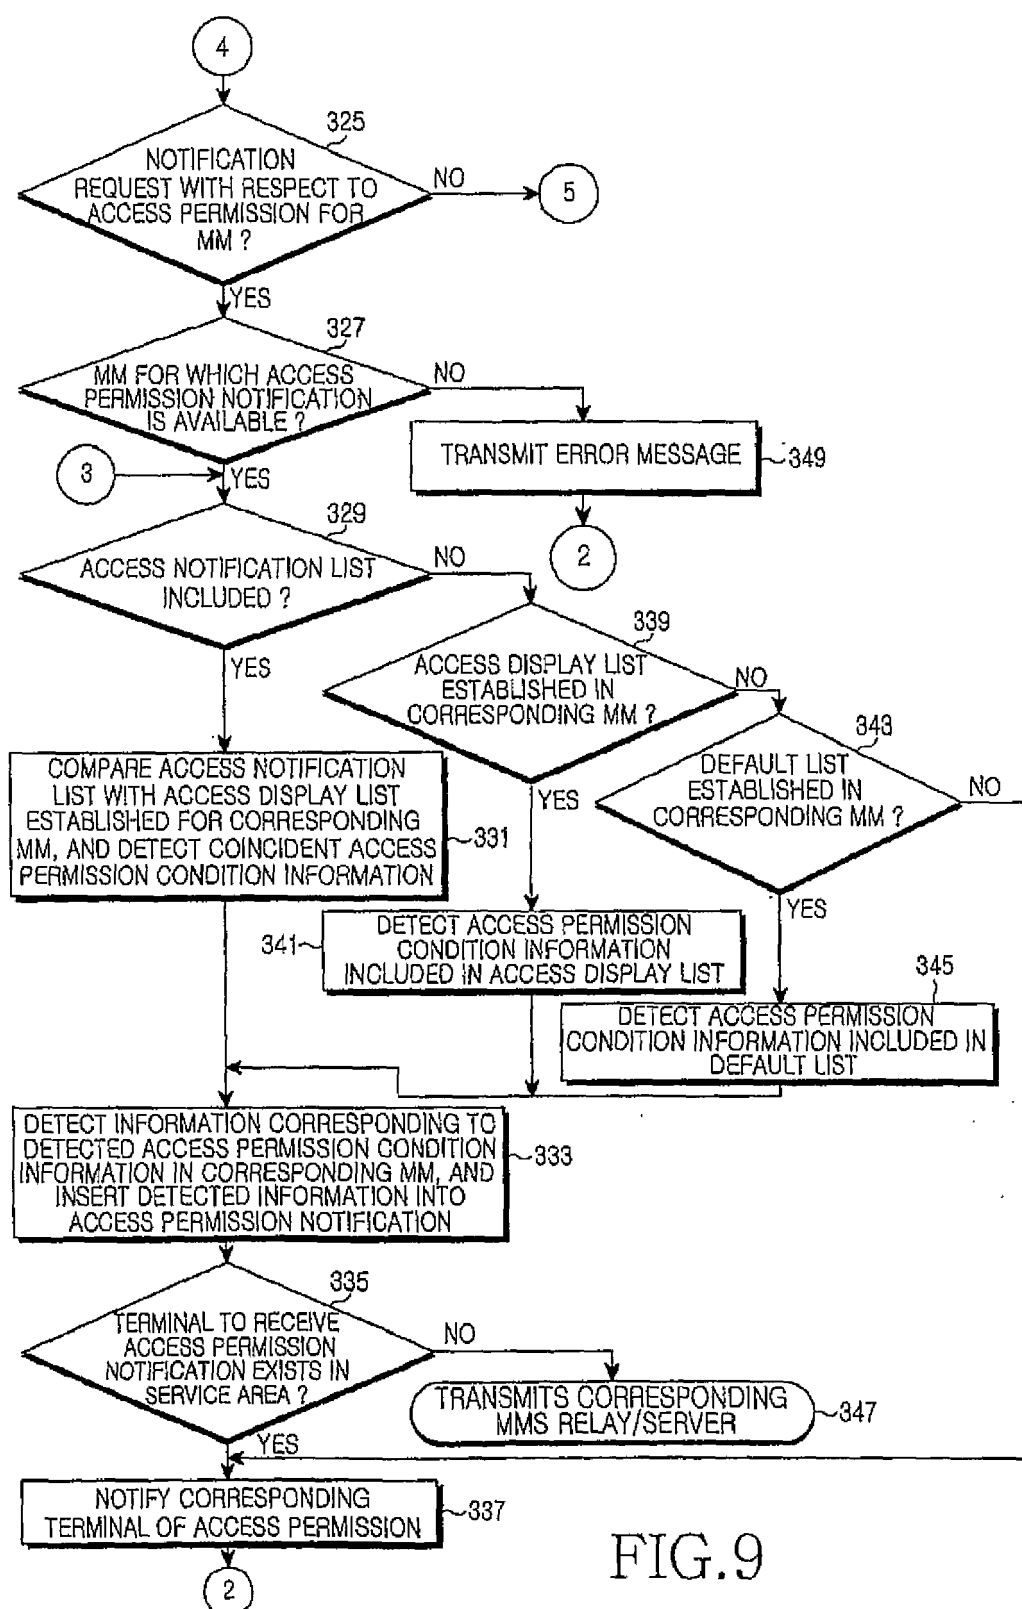 4
325
NOTIFICATION
REQUEST WITH RESPECT TO
ACCESS PERMISSION FOR
MM ?
NO
5
YES
327
MM FOR WHICH ACCESS
PERMISSION NOTIFICATION
IS AVAILABLE ?
NO
TRANSMIT ERROR MESSAGE
349
2
3
YES
329
ACCESS NOTIFICATION LIST
INCLUDED ?
NO
YES
339
ACCESS DISPLAY LIST
ESTABLISHED IN
CORRESPONDING MM ?
NO
YES
343
DEFAULT LIST
ESTABLISHED IN
CORRESPONDING MM ?
NO
YES
COMPARE ACCESS NOTIFICATION
LIST WITH ACCESS DISPLAY LIST
ESTABLISHED FOR CORRESPONDING
MM, AND DETECT COINCIDENT ACCESS
PERMISSION CONDITION INFORMATION
331
341
DETECT ACCESS PERMISSION
CONDITION INFORMATION
INCLUDED IN ACCESS DISPLAY LIST
345
DETECT ACCESS PERMISSION
CONDITION INFORMATION INCLUDED IN
DEFAULT LIST
DETECT INFORMATION CORRESPONDING TO
DETECTED ACCESS PERMISSION CONDITION
INFORMATION IN CORRESPONDING MM, AND
INSERT DETECTED INFORMATION INTO
ACCESS PERMISSION NOTIFICATION
333
335
TERMINAL TO RECEIVE
ACCESS PERMISSION
NOTIFICATION EXISTS IN
SERVICE AREA ?
NO
TRANSMITS CORRESPONDING
MMS RELAY/SERVER
347
YES
NOTIFY CORRESPONDING
TERMINAL OF ACCESS PERMISSION
337
2
FIG.9